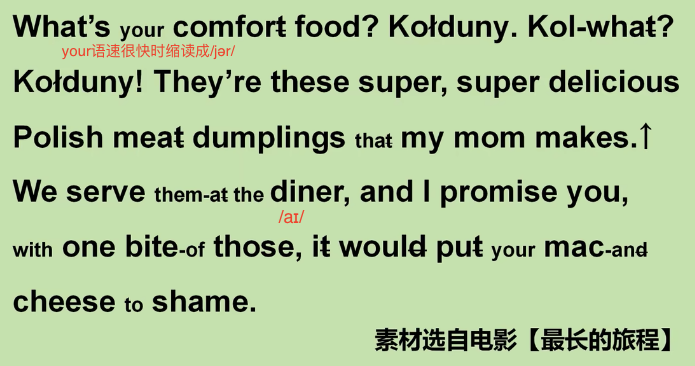 What's your comfort food? Kołduny. Kol-what?
your语速很快时缩读成/jər/
Kołduny! They're these super, super delicious
Polish meat dumplings that my mom makes.↑
We serve them-at the diner, and I promise you,
/aɪ/
with one bite-of those, it would put your mac-and
cheese to shame.
素材选自电影【最长的旅程】